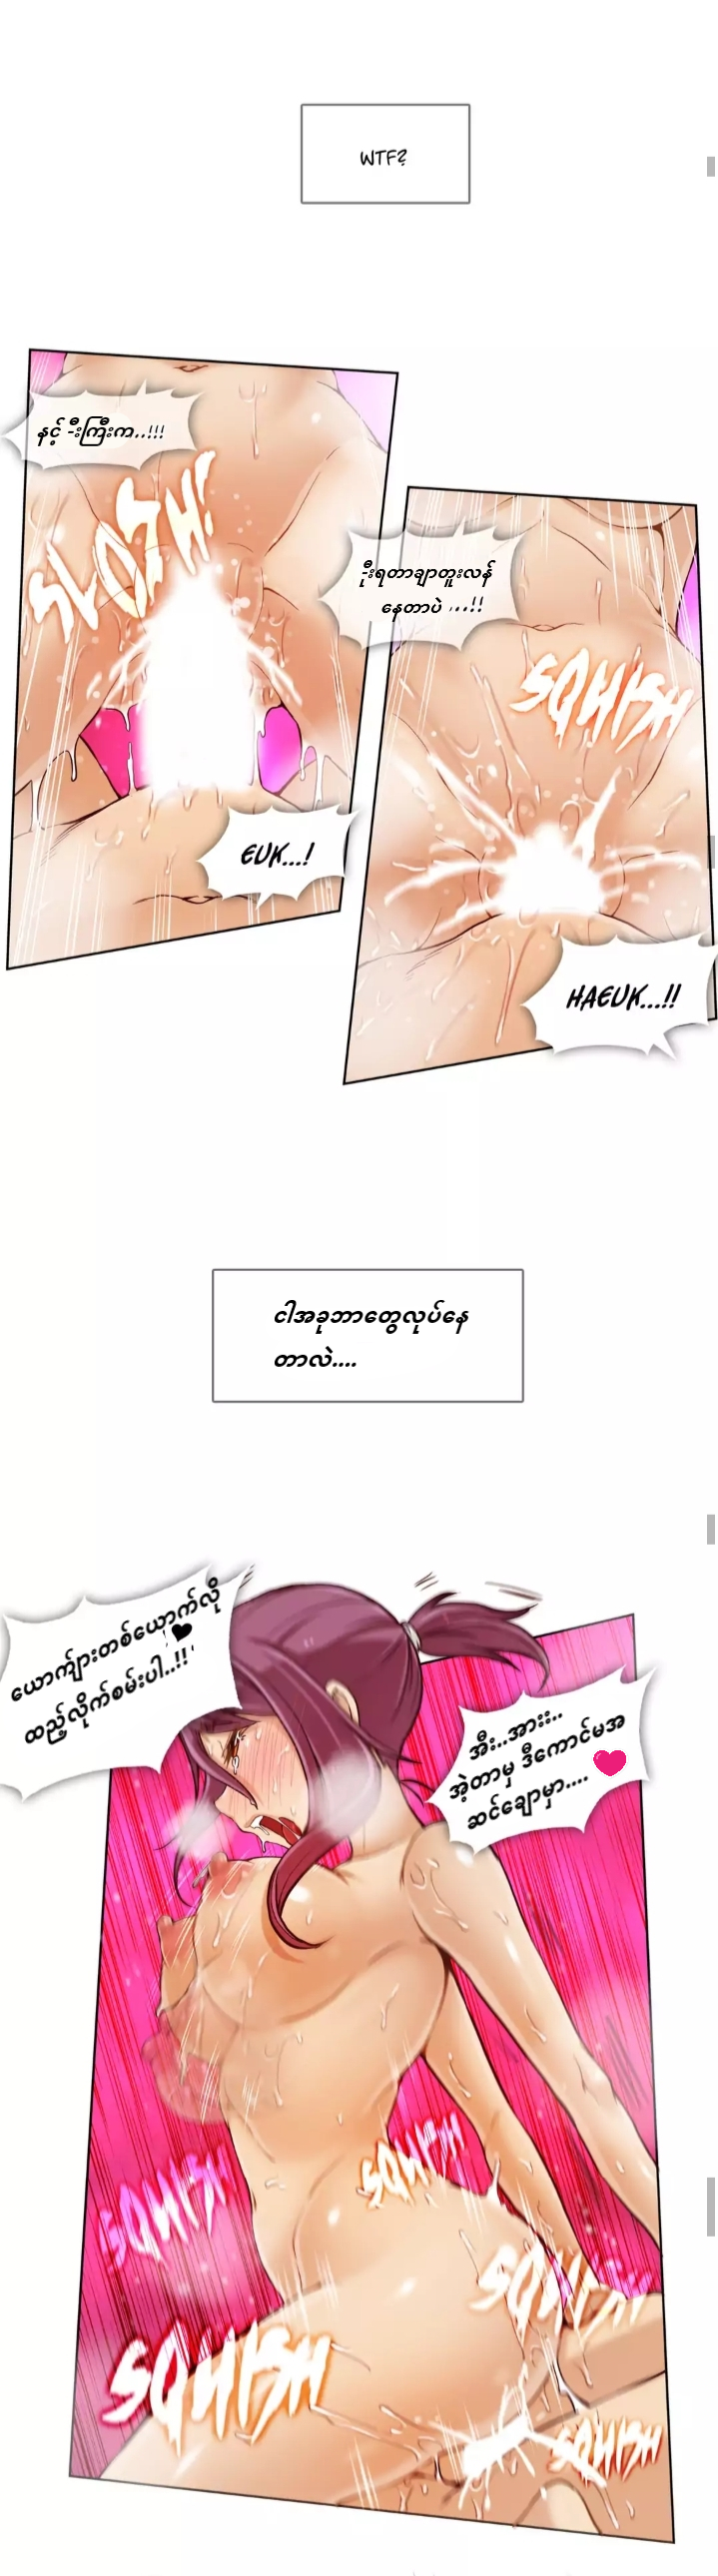 WTF?
နင့် -ီးကြီးက..!!!
SLOSH!
-ိုးရတာချာတူးလန်
နေတာပဲ ...!!
SQUISH
EUK...!
HAEUK...!!
ငါအခုဘာတွေလုပ်နေ
တာလဲ....
ယောက်ျားတစ်ယောက်လို
ထည့်လိုက်စမ်းပါ..!!
အီး..အားး..
အဲ့တာမှ ဒီကောင်မအ
ဆင်ချောမှာ....
SQUISH
SQUISH
SQUISH
SQUISH
SQUISH